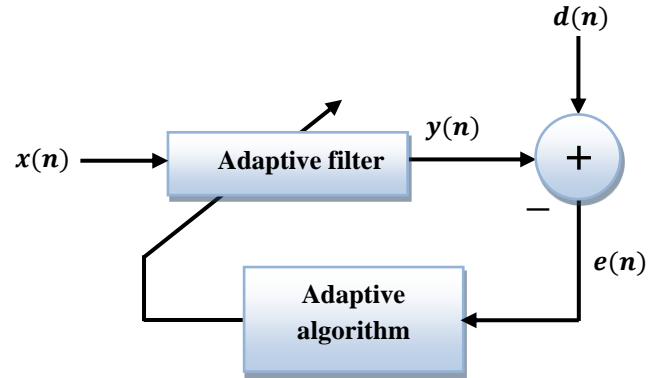 d(n)
y(n)
x(n)
Adaptive filter
+
−
e(n)
Adaptive
algorithm